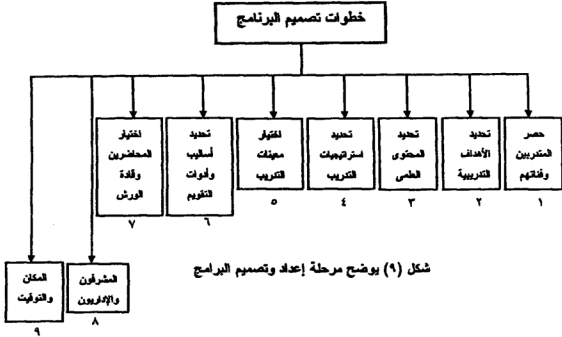 خطوات تصميم البرنامج
حصر
المتدربين
وفئاتهم
١
تحديد
الأهداف
التدريبية
٢
تحديد
المحتوى
العلمى
٣
تحديد
استراتيجيات
التدريب
٤
اختيار
معينات
التدريب
٥
تحديد
أساليب
وأدوات
التقويم
٦
اختيار
المحاضرين
وقادة
الورش
٧
المشرفون
والإداريون
٨
المكان
والتوقيت
٩
شكل (٩) يوضح مرحلة إعداد وتصميم البرامج